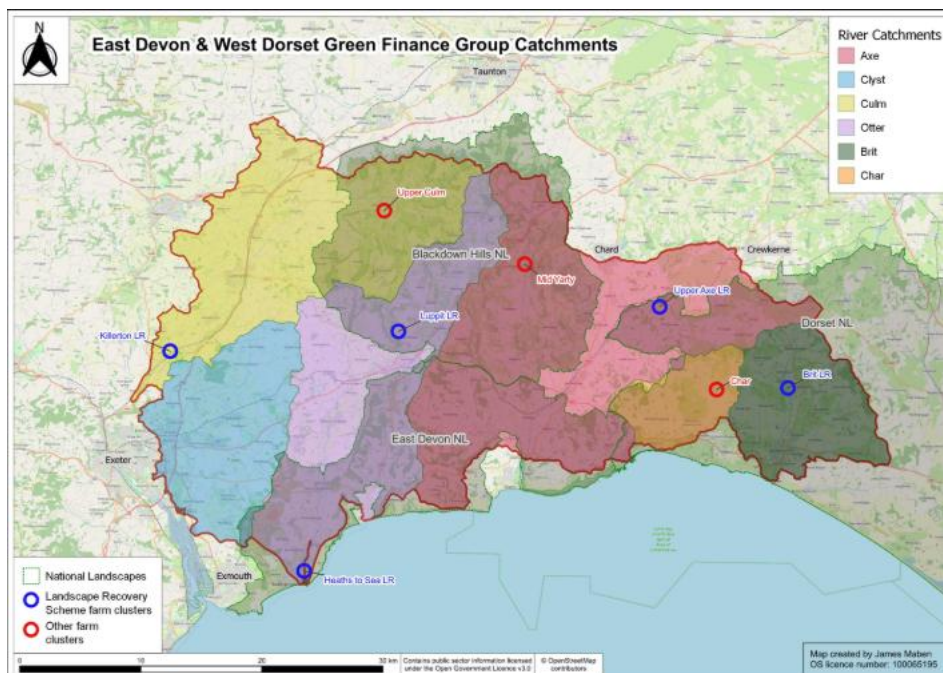 N
East Devon & West Dorset Green Finance Group Catchments
River Catchments
Axe
Clyst
Culm
Otter
Brit
Char
Taunton
Upper Culm
Blackdown Hills NL
Chard
Crewkerne
Mid Yarty
Upper Axe LR
Luppit LR
Killerton LR
Dorset NL
Brit LR
Char
East Devon NL
Exeter
Exmouth
Heaths to Sea LR
National Landscapes
Landscape Recovery
Scheme farm clusters
Other farm
clusters
0
10
20
30 km
Contains public sector information licensed
under the Open Government Licence v3.0
© OpenStreetMap
contributors
Map created by James Maben
OS licence number: 100065195